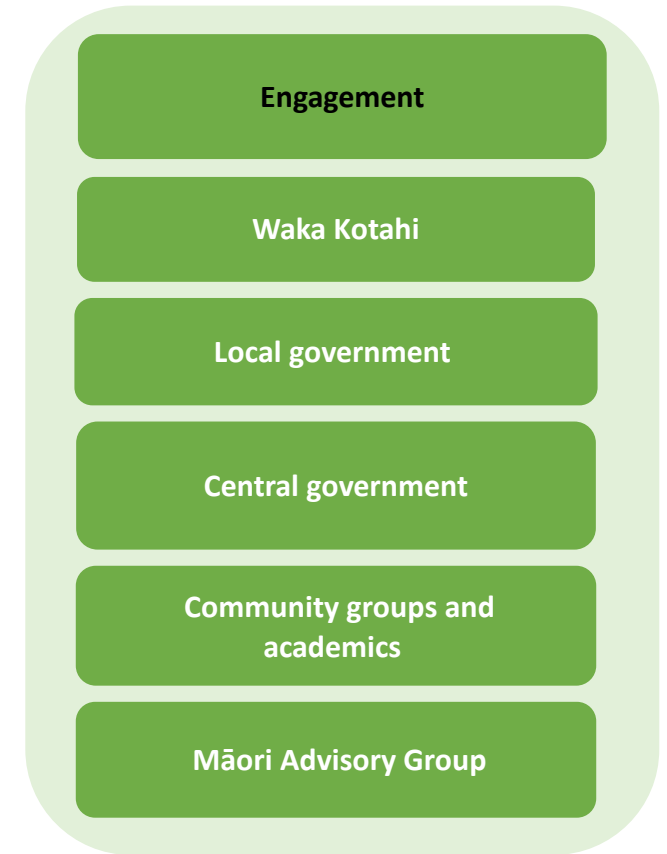 Engagement
Waka Kotahi
Local government
Central government
Community groups and
academics
Māori Advisory Group